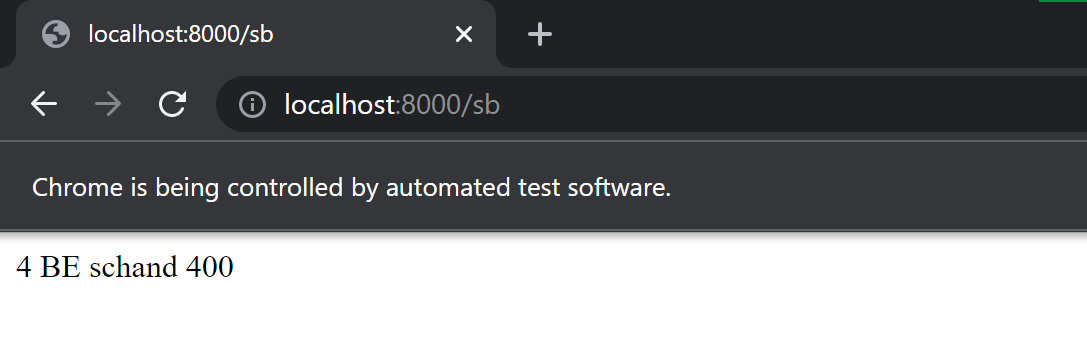 localhost:8000/sb
localhost:8000/sb
Chrome is being controlled by automated test software.
4 BE schand 400